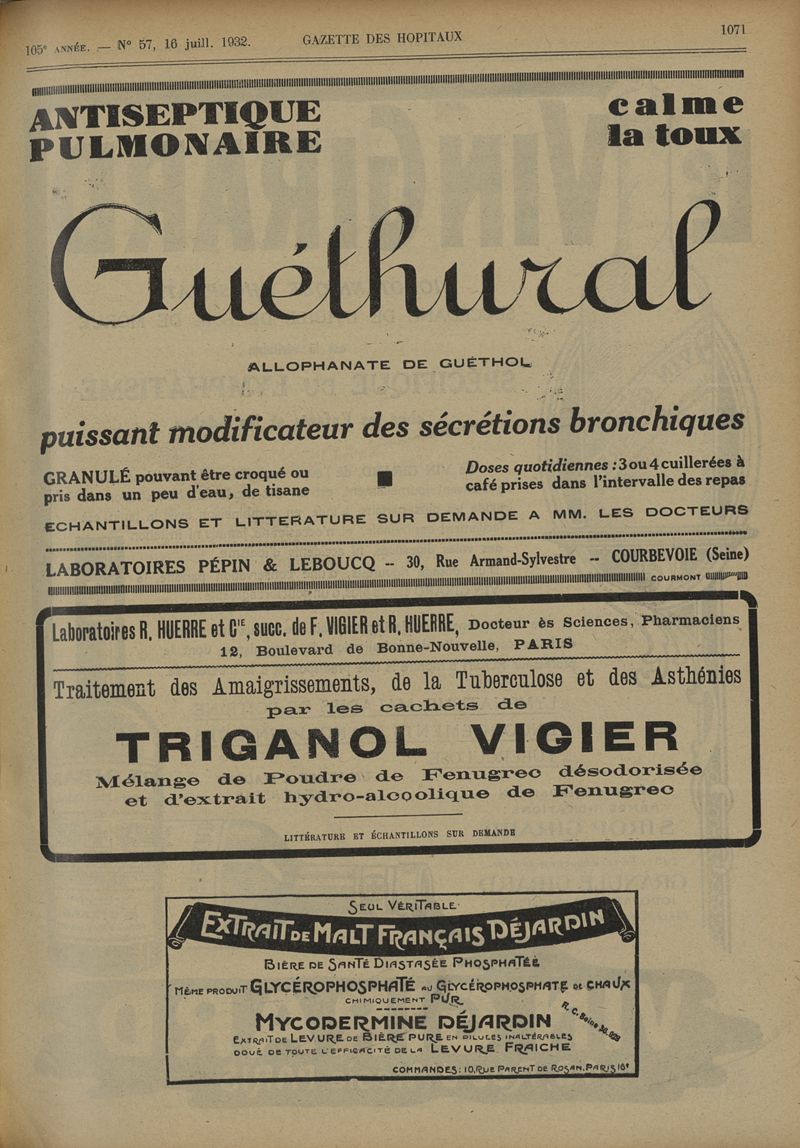 105e ANNÉE. — N° 57, 16 juill. 1932. GAZETTE DES HOPITAUX 1071
ANTISEPTIQUE
PULMONAIRE
calme
la toux
Guéthural
ALLOPHANATE DE GUÉTHOL
puissant modificateur des sécrétions bronchiques
GRANULÉ pouvant être croqué ou
pris dans un peu d'eau, de tisane
Doses quotidiennes : 3 ou 4 cuillerées à
café prises dans l'intervalle des repas
ECHANTILLONS ET LITTERATURE SUR DEMANDE A MM. LES DOCTEURS
LABORATOIRES PÉPIN & LEBOUCQ -- 30, Rue Armand-Sylvestre -- COURBEVOIE (Seine)
COURMONT
Laboratoires R. HUERRE et Cie, succ. de F. VIGIER et R. HUERRE, Docteur ès Sciences, Pharmaciens
12, Boulevard de Bonne-Nouvelle, PARIS
Traitement des Amaigrissements, de la Tuberculose et des Asthénies
par les cachets de
TRIGANOL VIGIER
Mélange de Poudre de Fenugrec désodorisée
et d'extrait hydro-alcoolique de Fenugrec
LITTÉRATURE ET ÉCHANTILLONS SUR DEMANDE
SEUL VÉRITABLE
EXTRAIT DE MALT FRANÇAIS DÉJARDIN
BIÈRE DE SANTÉ DIASTASÉE PHOSPHATÉE
MÊME PRODUIT GLYCÉROPHOSPHATÉ AU GLYCÉROPHOSPHATE DE CHAUX
CHIMIQUEMENT PUR
MYCODERMINE DÉJARDIN
R. C. Seine 30.029
EXTRAIT DE LEVURE DE BIÈRE PURE EN PILULES INALTÉRABLES
DOUÉ DE TOUTE L'EFFICACITÉ DE LA LEVURE FRAICHE
COMMANDES : 10, RUE PARENT DE ROSAN, PARIS 16e